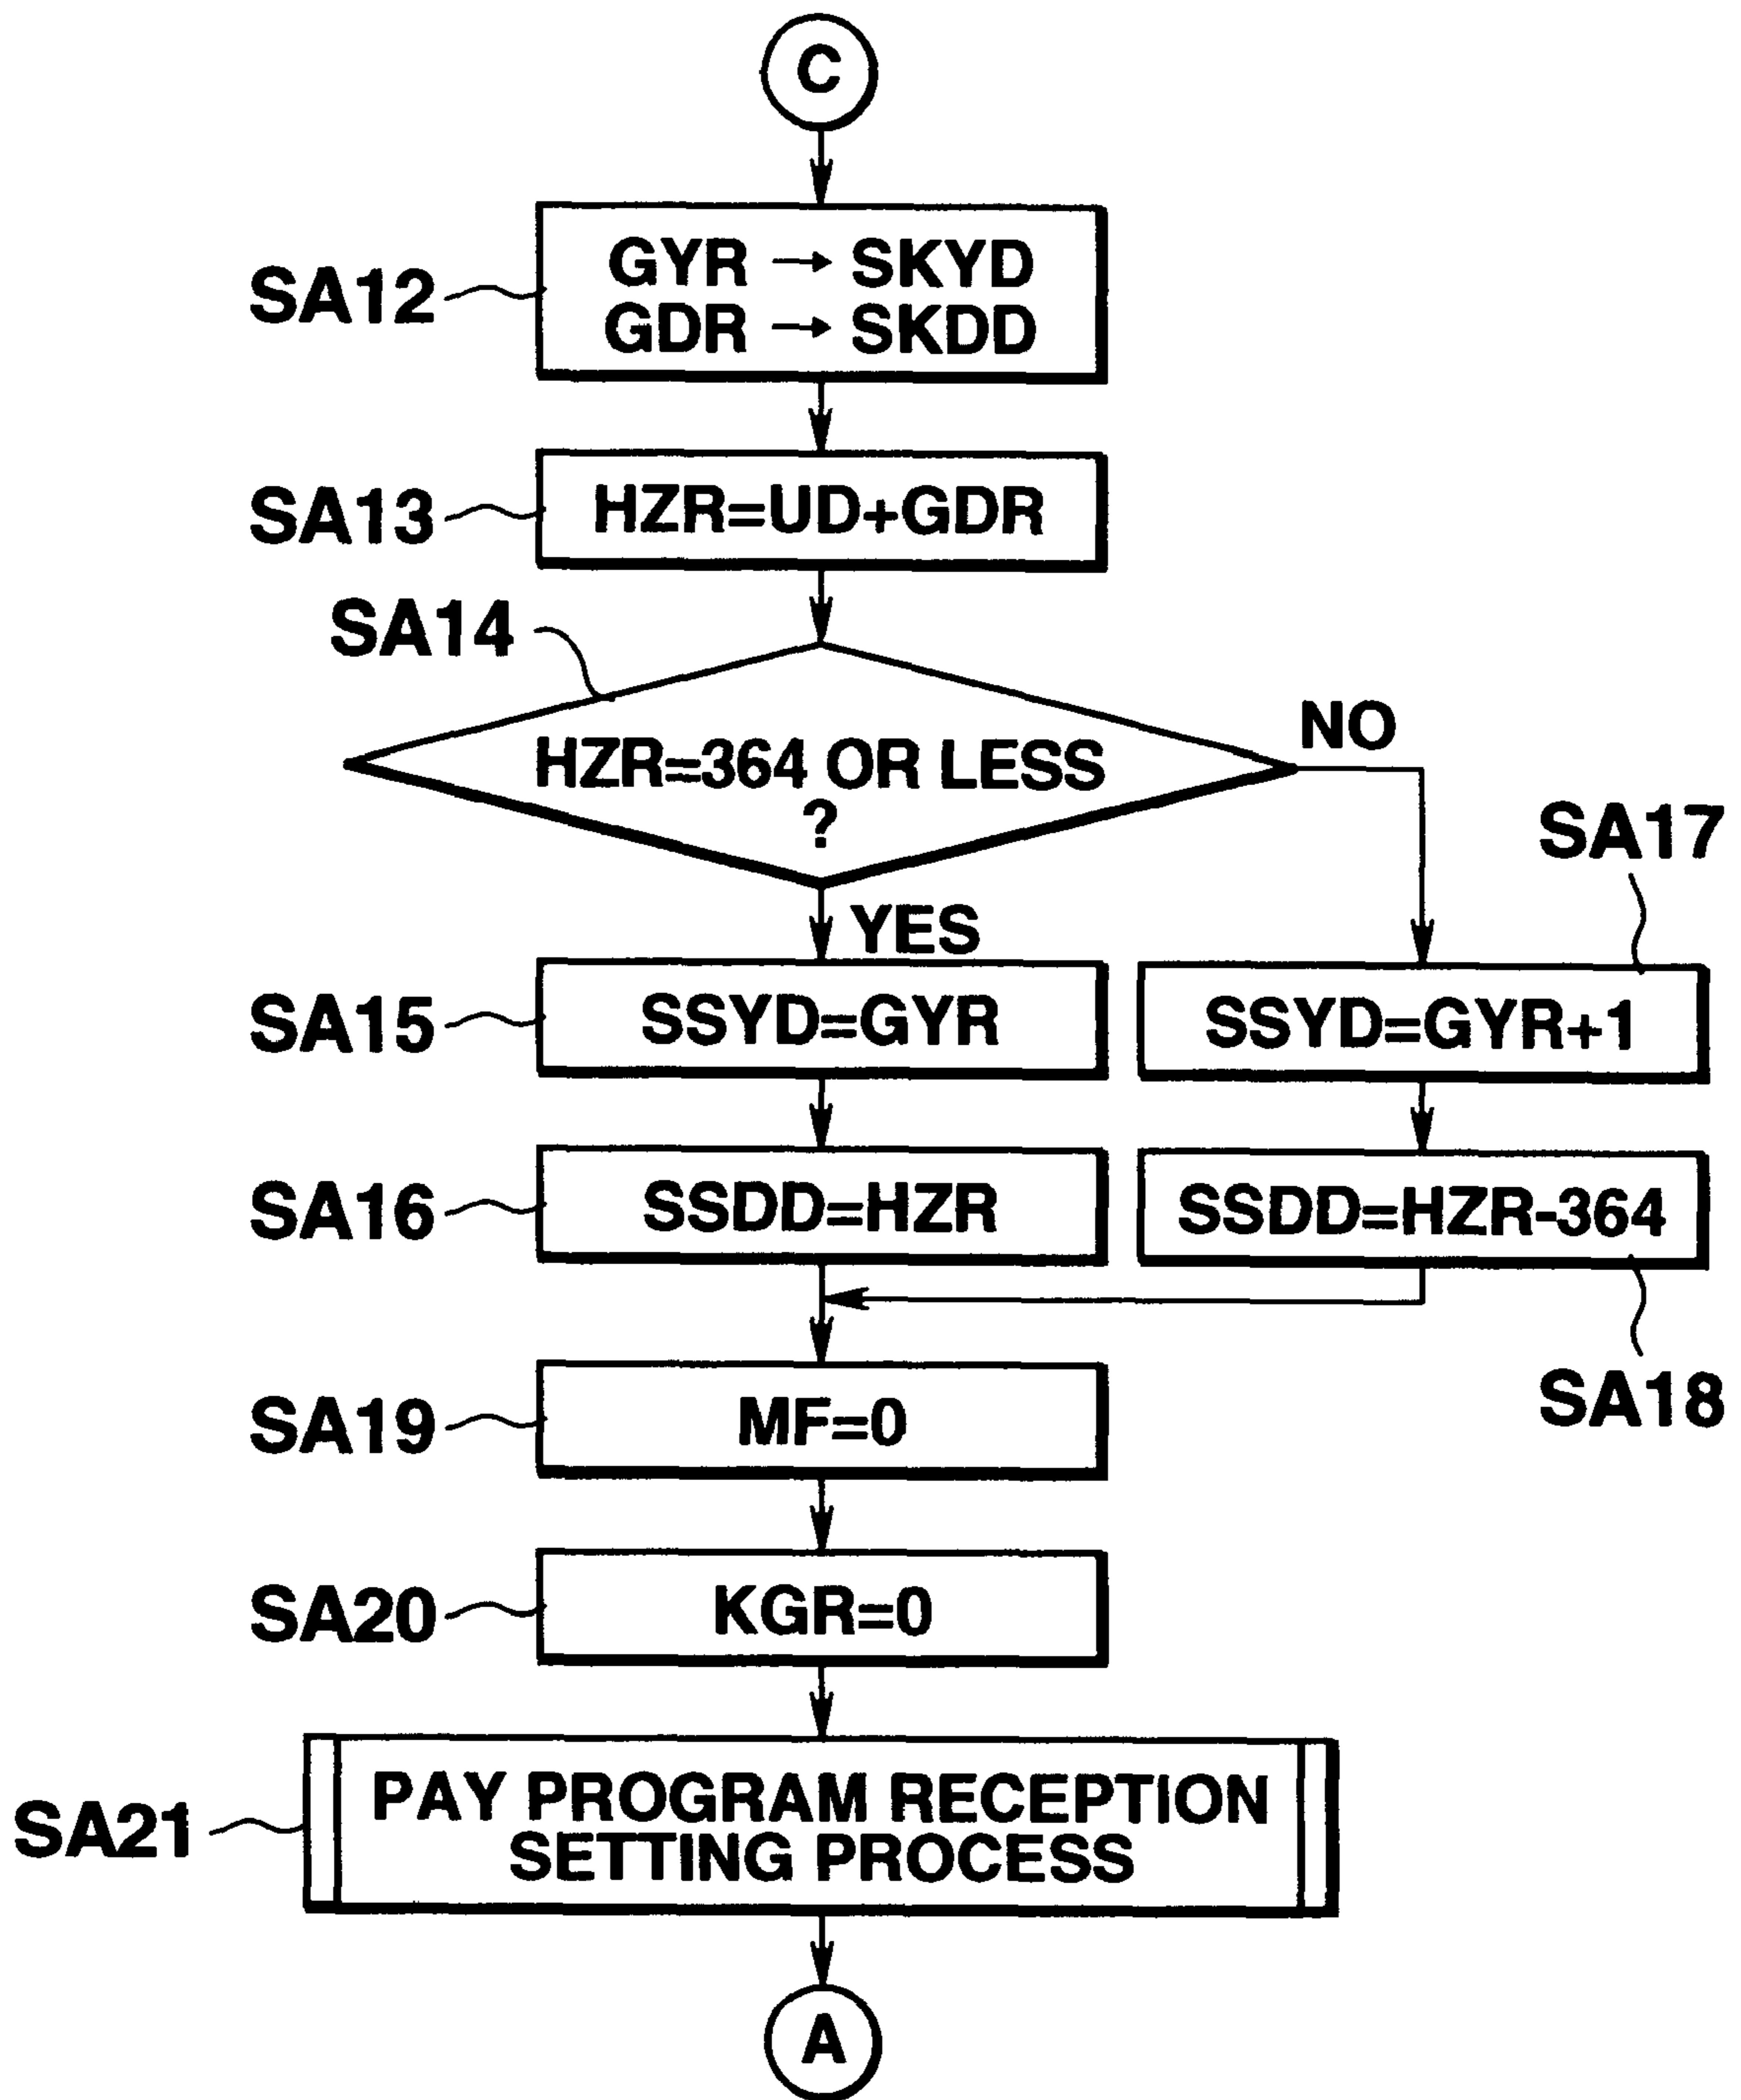 C
SA12
GYR → SKYD
GDR → SKDD
SA13
HZR=UD+GDR
SA14
HZR=364 OR LESS
?
NO
YES
SA17
SA15
SSYD=GYR
SSYD=GYR+1
SA16
SSDD=HZR
SSDD=HZR-364
SA18
SA19
MF=0
SA20
KGR=0
SA21
PAY PROGRAM RECEPTION
SETTING PROCESS
A